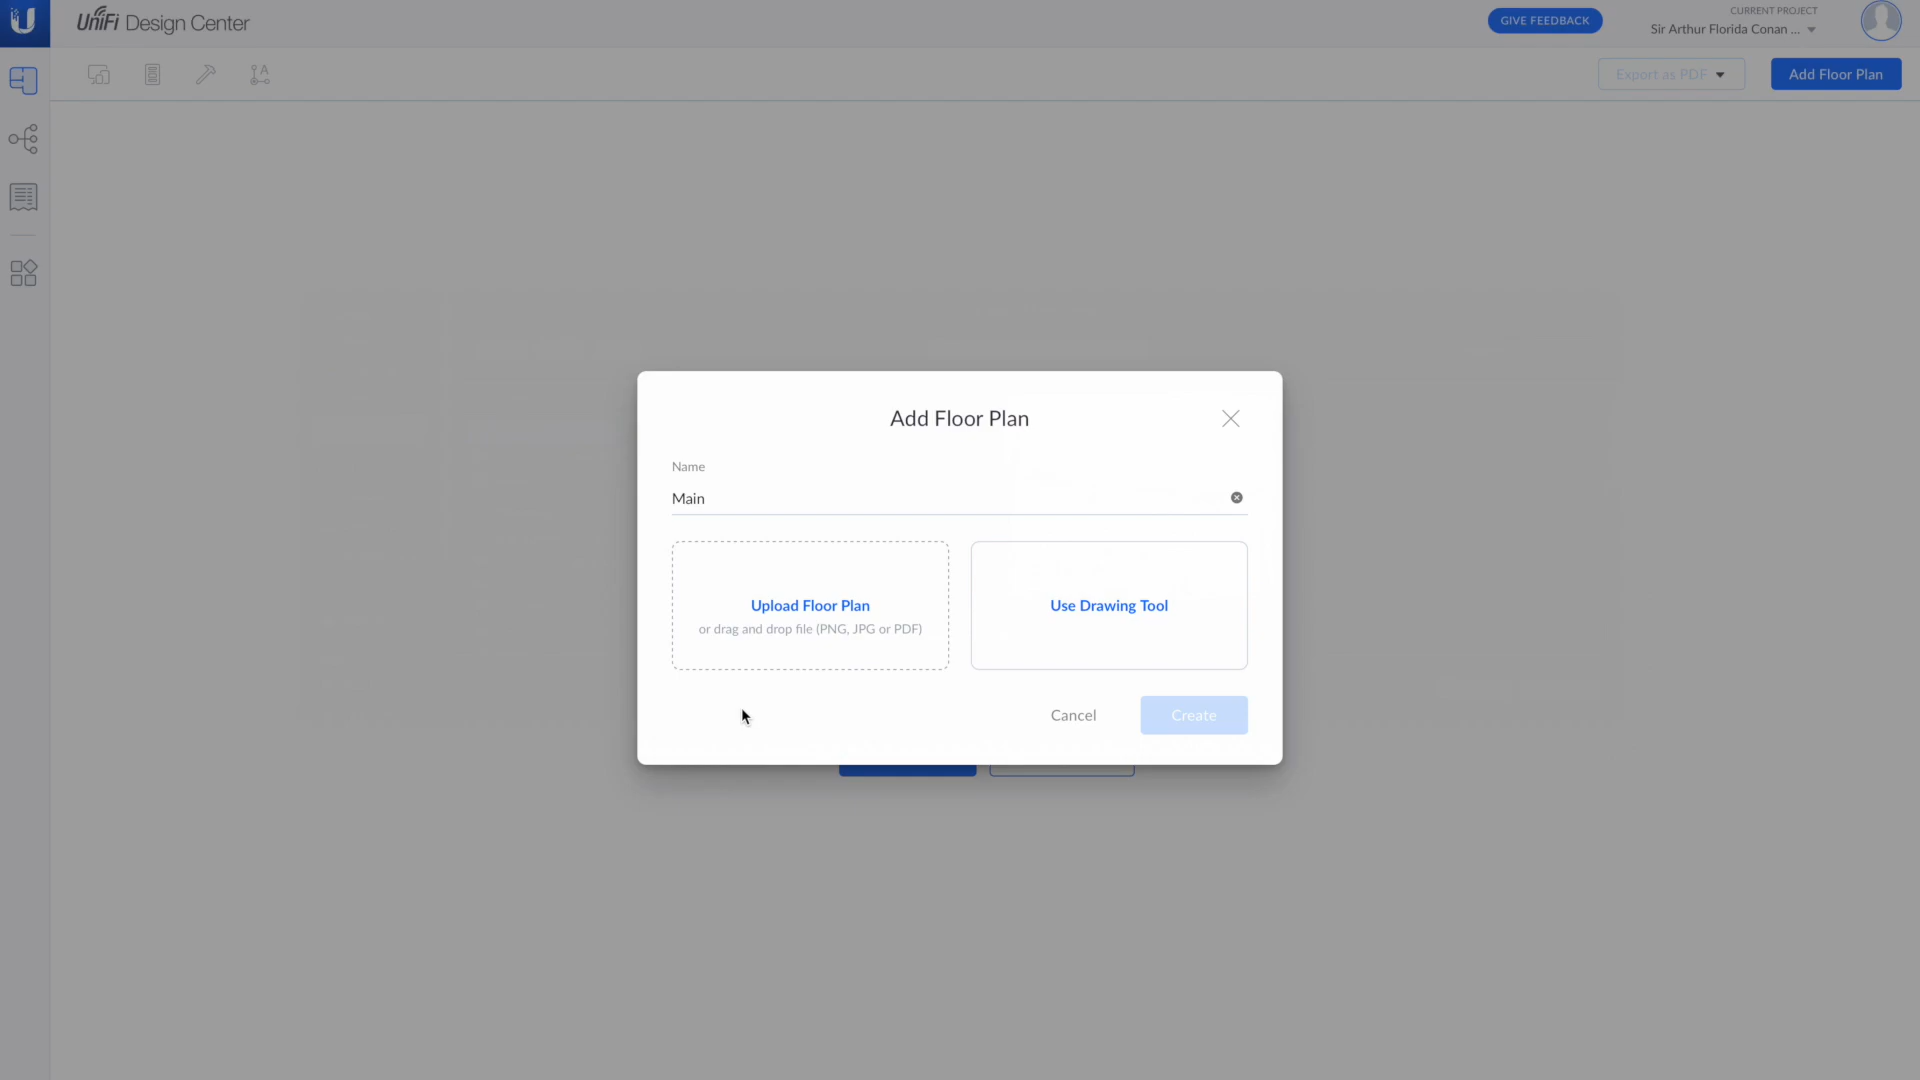 UniFi Design Center
GIVE FEEDBACK
CURRENT PROJECT
Sir Arthur Florida Conan ...
Export as PDF
Add Floor Plan
Add Floor Plan
Name
Main
Upload Floor Plan
or drag and drop file (PNG, JPG or PDF)
Use Drawing Tool
Cancel
Create